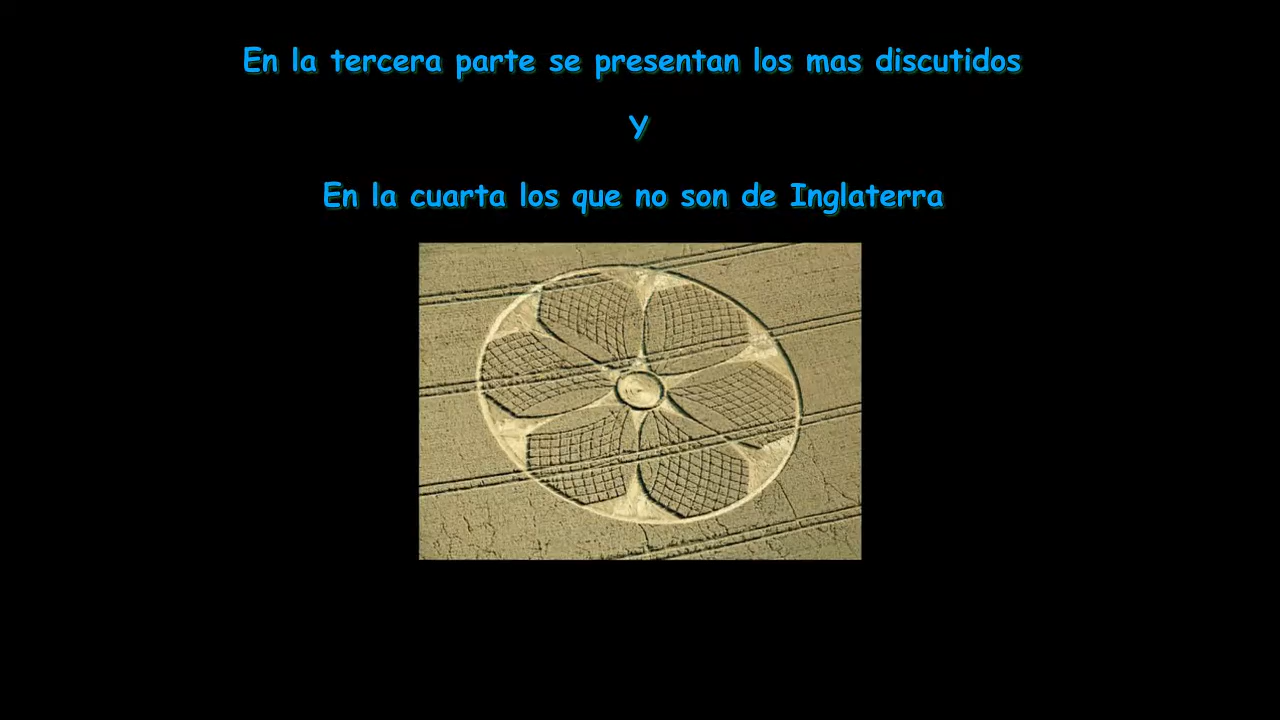 En la tercera parte se presentan los mas discutidos
Y
En la cuarta los que no son de Inglaterra